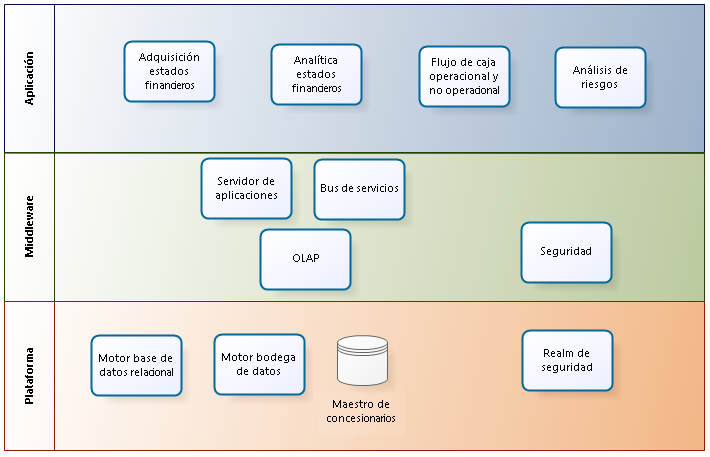 Aplicación
Adquisición
estados
financieros
Analítica
estados
financieros
Flujo de caja
operacional y
no operacional
Análisis de
riesgos
Middleware
Servidor de
aplicaciones
Bus de servicios
OLAP
Seguridad
Plataforma
Motor base de
datos relacional
Motor bodega
de datos
Maestro de
concesionarios
Realm de
seguridad